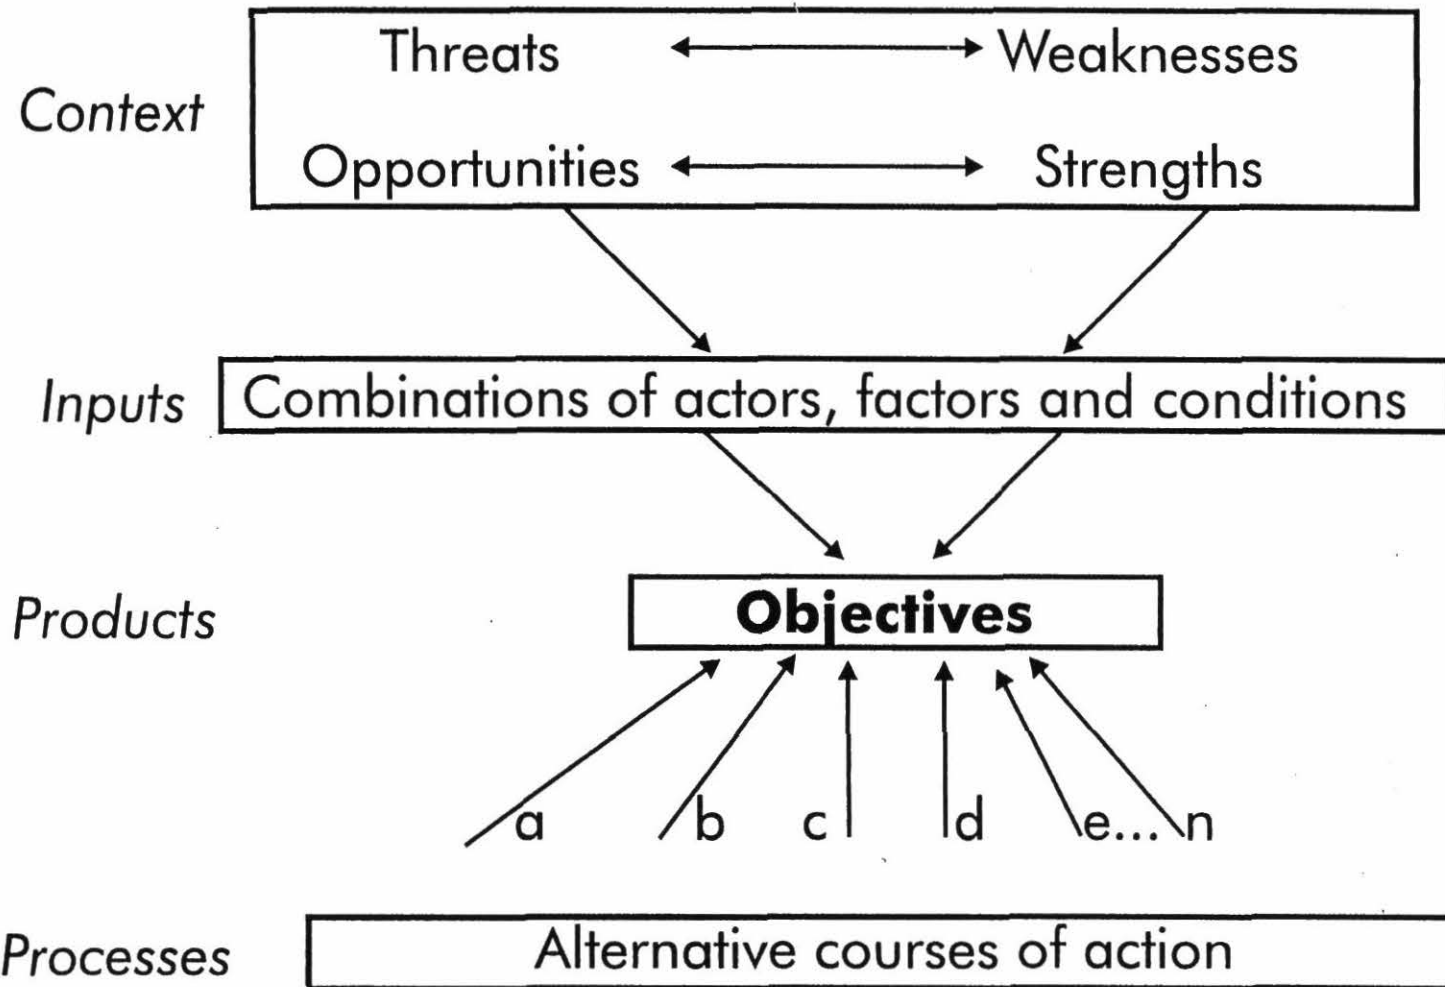 Threats Weaknesses
Context
Opportunities Strengths
Inputs Combinations of actors, factors and conditions
Products Objectives
a b c d e... n
Processes Alternative courses of action